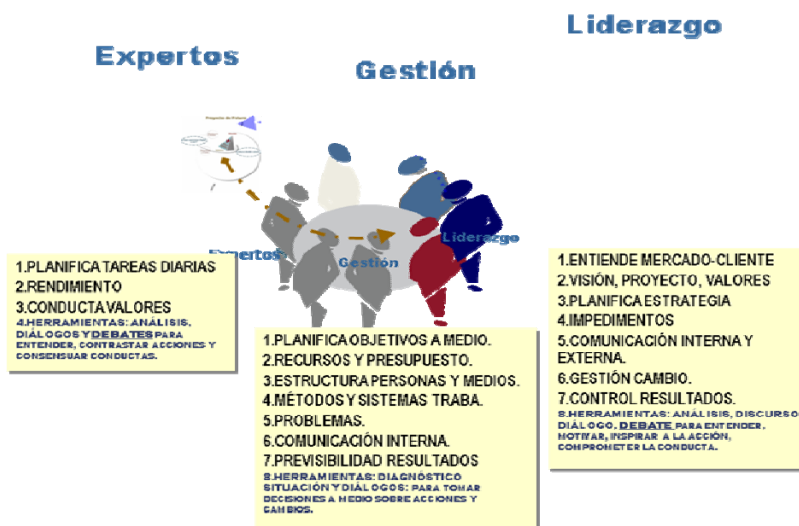 Expertos
Gestión
Liderazgo
Expertos
Gestión
Liderazgo
1.PLANIFICA TAREAS DIARIAS
2.RENDIMIENTO
3.CONDUCTA VALORES
4.HERRAMIENTAS: ANÁLISIS,
DIÁLOGOS Y DEBATES PARA
ENTENDER, CONTRASTAR ACCIONES Y
CONSENSUAR CONDUCTAS.
1.PLANIFICA OBJETIVOS A MEDIO.
2.RECURSOS Y PRESUPUESTO.
3.ESTRUCTURA PERSONAS Y MEDIOS.
4.MÉTODOS Y SISTEMAS TRABA.
5.PROBLEMAS.
6.COMUNICACIÓN INTERNA.
7.PREVISIBILIDAD RESULTADOS
8.HERRAMIENTAS: DIAGNÓSTICO
SITUACIÓN Y DIÁLOGOS: PARA TOMAR
DECISIONES A MEDIO SOBRE ACCIONES Y
CAMBIOS.
1.ENTIENDE MERCADO-CLIENTE
2.VISIÓN, PROYECTO, VALORES
3.PLANIFICA ESTRATEGIA
4.IMPEDIMENTOS
5.COMUNICACIÓN INTERNA Y
EXTERNA.
6.GESTIÓN CAMBIO.
7.CONTROL RESULTADOS.
8.HERRAMIENTAS: ANÁLISIS, DISCURSO
DIÁLOGO, DEBATE PARA ENTENDER,
MOTIVAR, INSPIRAR A LA ACCIÓN,
COMPROMETER LA CONDUCTA.